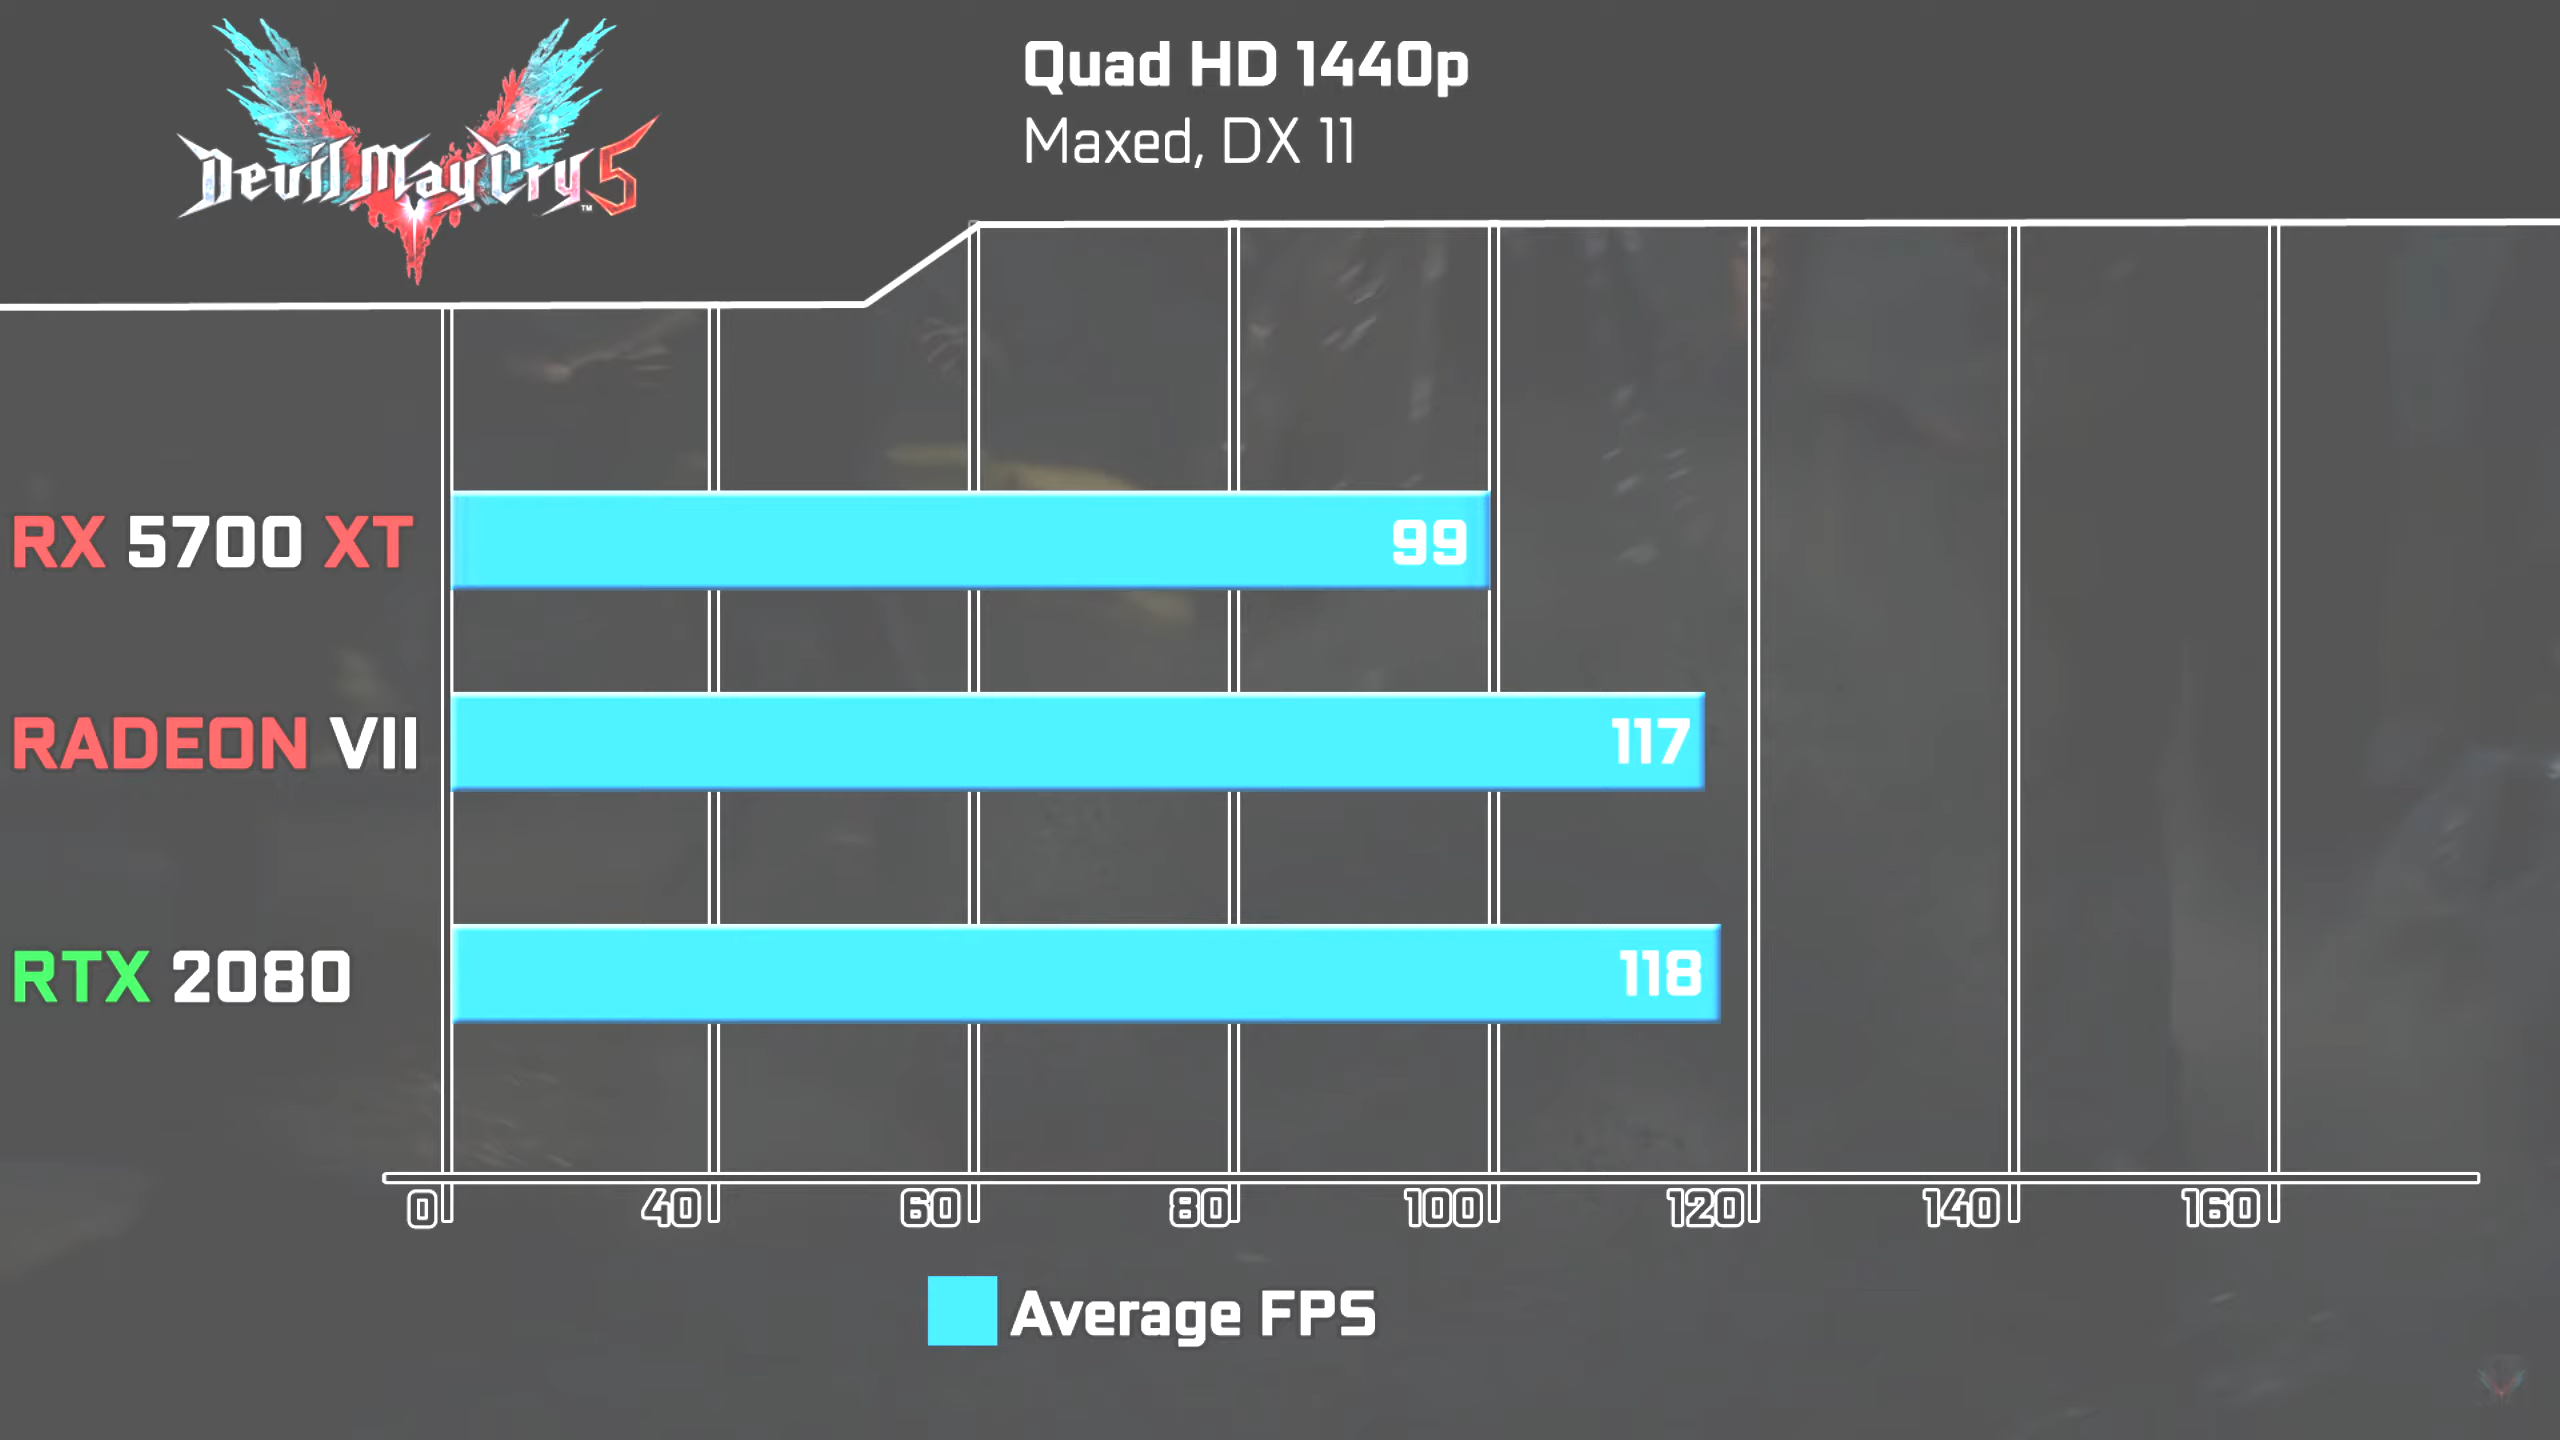 Devil May Cry 5™
Quad HD 1440p
Maxed, DX 11
RX 5700 XT
99
RADEON VII
117
RTX 2080
118
0 40 60 80 100 120 140 160
Average FPS